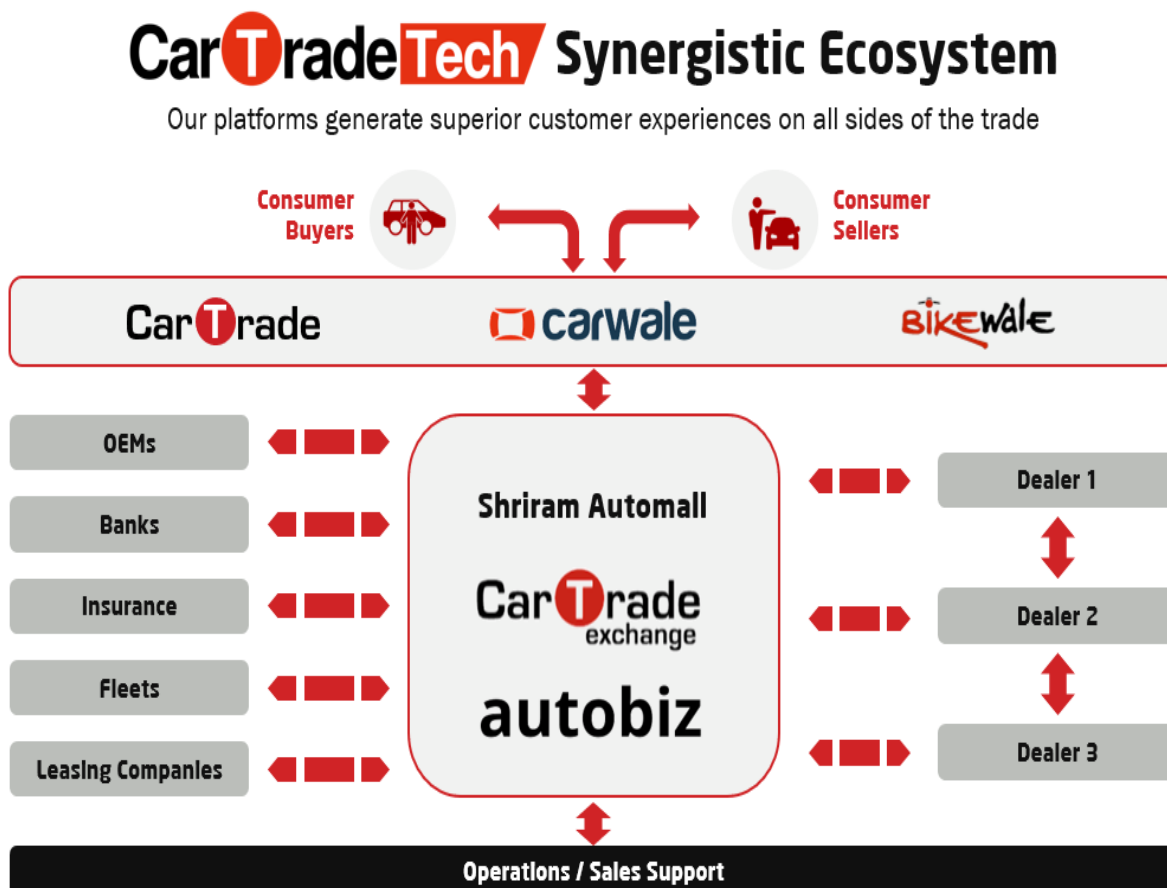 CarTradeTech Synergistic Ecosystem
Our platforms generate superior customer experiences on all sides of the trade
Consumer
Buyers
Consumer
Sellers
CarTrade
carwale
BikeWale
OEMs
Banks
Insurance
Fleets
Leasing Companies
Shriram Automall
CarTrade
exchange
autobiz
Dealer 1
Dealer 2
Dealer 3
Operations / Sales Support